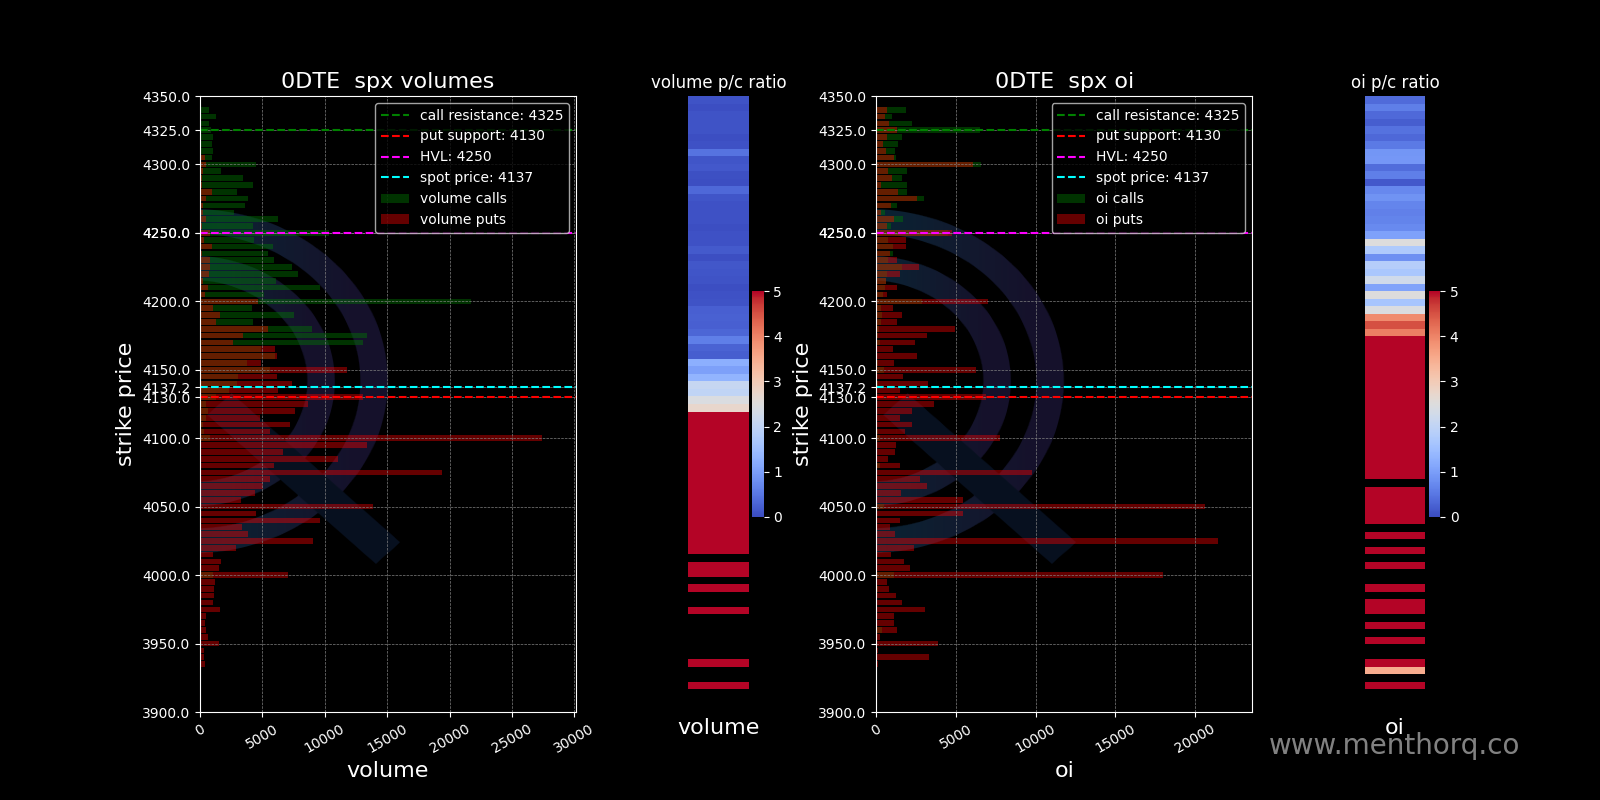 0DTE  spx volumes
volume p/c ratio
0DTE  spx oi
oi p/c ratio
4350.0
4325.0
4300.0
4250.0
4200.0
4150.0
4137.2
4100.0
4050.0
4000.0
3950.0
3900.0
strike price
call resistance: 4325
put support: 4130
HVL: 4250
spot price: 4137
volume calls
volume puts
0
5000
10000
15000
20000
25000
30000
volume
5
4
3
2
1
0
volume
4350.0
4325.0
4300.0
4250.0
4200.0
4150.0
4137.2
4100.0
4050.0
4000.0
3950.0
3900.0
strike price
call resistance: 4325
put support: 4130
HVL: 4250
spot price: 4137
oi calls
oi puts
0
5000
10000
15000
20000
oi
5
4
3
2
1
0
oi
www.menthorq.co